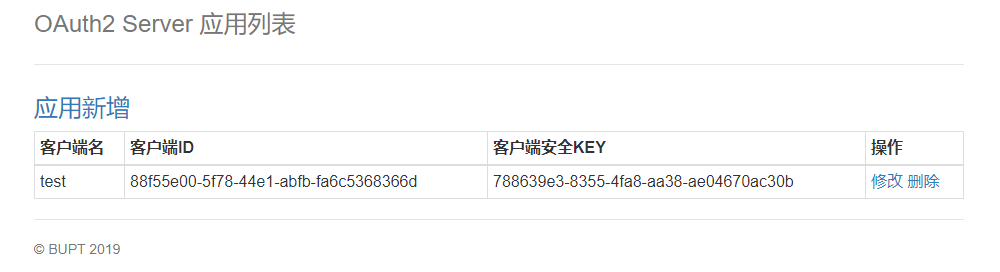 OAuth2 Server 应用列表
应用新增
客户端名 客户端ID 客户端安全KEY 操作
test 88f55e00-5f78-44e1-abfb-fa6c5368366d 788639e3-8355-4fa8-aa38-ae04670ac30b 修改 删除
© BUPT 2019